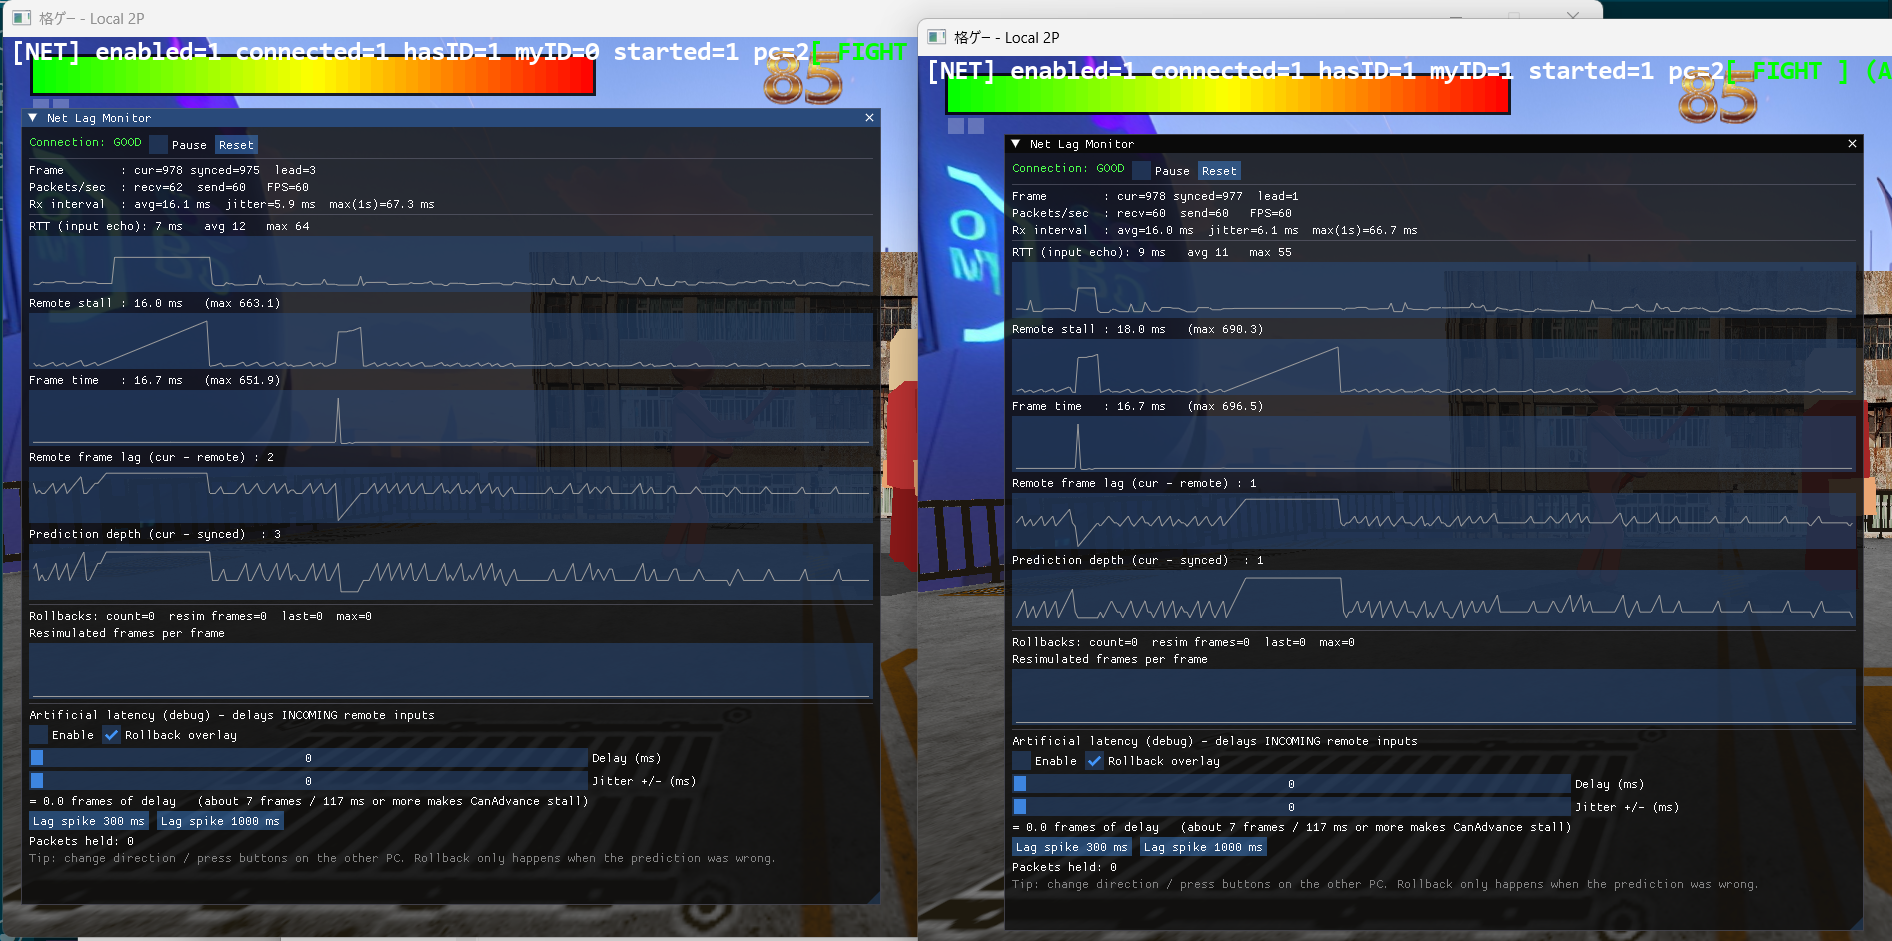 格ゲー - Local 2P
[NET] enabled=1 connected=1 hasID=1 myID=0 started=1 pc=2[ FIGHT
85
Net Lag Monitor
Connection: GOOD Pause Reset
Frame : cur=978 synced=975 lead=3
Packets/sec : recv=62 send=60 FPS=60
Rx interval : avg=16.1 ms jitter=5.9 ms max(1s)=67.3 ms
RTT (input echo): 7 ms avg 12 max 64
Remote stall : 16.0 ms (max 663.1)
Frame time : 16.7 ms (max 651.9)
Remote frame lag (cur - remote) : 2
Prediction depth (cur - synced) : 3
Rollbacks: count=0 resim frames=0 last=0 max=0
Resimulated frames per frame
Artificial latency (debug) - delays INCOMING remote inputs
Enable Rollback overlay
0 Delay (ms)
0 Jitter +/- (ms)
= 0.0 frames of delay (about 7 frames / 117 ms or more makes CanAdvance stall)
Lag spike 300 ms Lag spike 1000 ms
Packets held: 0
Tip: change direction / press buttons on the other PC. Rollback only happens when the prediction was wrong.
格ゲー - Local 2P
[NET] enabled=1 connected=1 hasID=1 myID=1 started=1 pc=2[ FIGHT ] (A
85
Net Lag Monitor
Connection: GOOD Pause Reset
Frame : cur=978 synced=977 lead=1
Packets/sec : recv=60 send=60 FPS=60
Rx interval : avg=16.0 ms jitter=6.1 ms max(1s)=66.7 ms
RTT (input echo): 9 ms avg 11 max 55
Remote stall : 18.0 ms (max 690.3)
Frame time : 16.7 ms (max 696.5)
Remote frame lag (cur - remote) : 1
Prediction depth (cur - synced) : 1
Rollbacks: count=0 resim frames=0 last=0 max=0
Resimulated frames per frame
Artificial latency (debug) - delays INCOMING remote inputs
Enable Rollback overlay
0 Delay (ms)
0 Jitter +/- (ms)
= 0.0 frames of delay (about 7 frames / 117 ms or more makes CanAdvance stall)
Lag spike 300 ms Lag spike 1000 ms
Packets held: 0
Tip: change direction / press buttons on the other PC. Rollback only happens when the prediction was wrong.